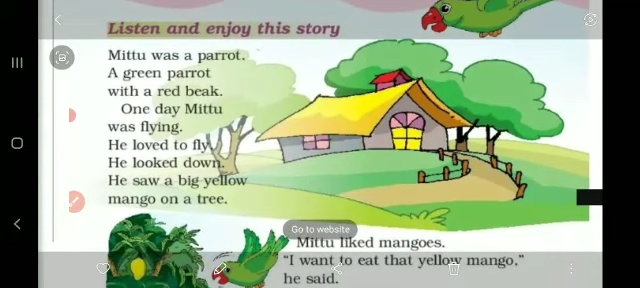 Listen and enjoy this story
Mittu was a parrot.
A green parrot
with a red beak.
One day Mittu
was flying.
He loved to fly.
He looked down.
He saw a big yellow
mango on a tree.
Go to website
Mittu liked mangoes.
"I want to eat that yellow mango,"
he said.